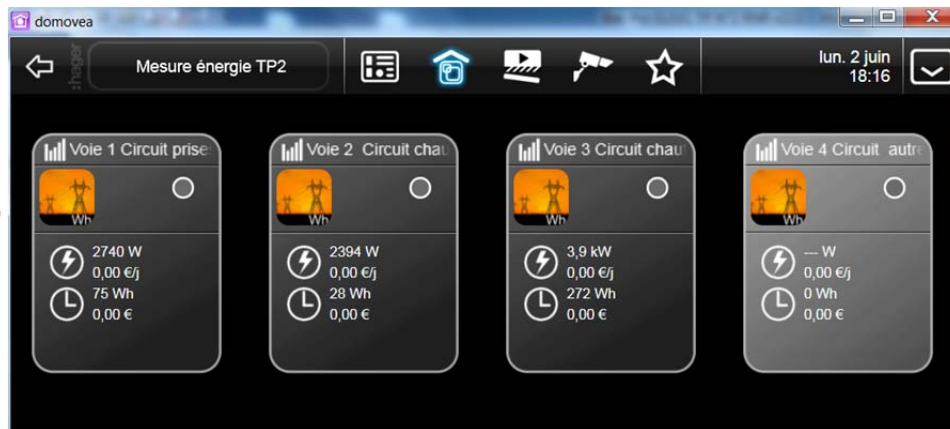 domovea
:hager
Mesure énergie TP2
lun. 2 juin
18:16
Voie 1 Circuit prise
Wh
2740 W
0,00 €/j
75 Wh
0,00 €
Voie 2 Circuit chau
Wh
2394 W
0,00 €/j
28 Wh
0,00 €
Voie 3 Circuit chau
Wh
3,9 kW
0,00 €/j
272 Wh
0,00 €
Voie 4 Circuit autre
Wh
--- W
0,00 €/j
0 Wh
0,00 €